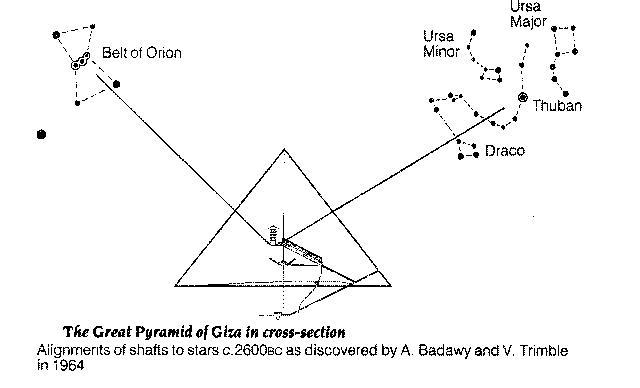 Ursa
Major
Ursa
Minor
Belt of Orion
Thuban
Draco
The Great Pyramid of Giza in cross-section
Alignments of shafts to stars c.2600BC as discovered by A. Badawy and V. Trimble
in 1964